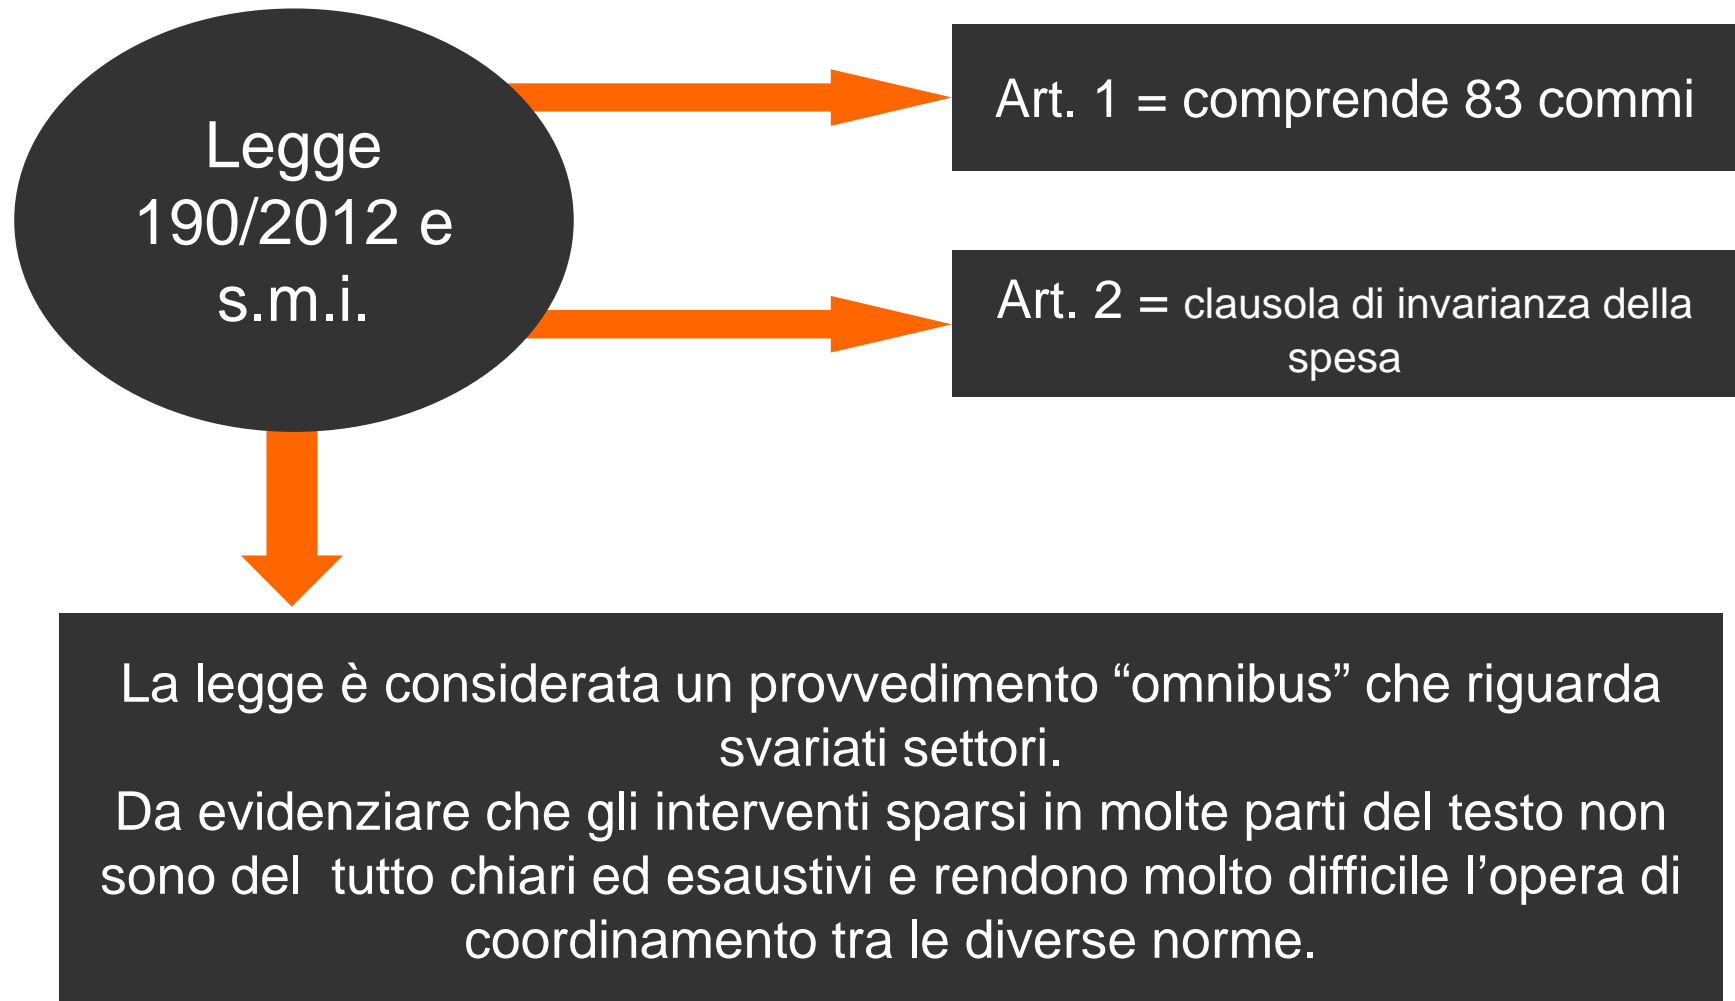 Legge
190/2012 e
s.m.i.
Art. 1 = comprende 83 commi
Art. 2 = clausola di invarianza della
spesa
La legge è considerata un provvedimento “omnibus” che riguarda
svariati settori.
Da evidenziare che gli interventi sparsi in molte parti del testo non
sono del  tutto chiari ed esaustivi e rendono molto difficile l’opera di
coordinamento tra le diverse norme.